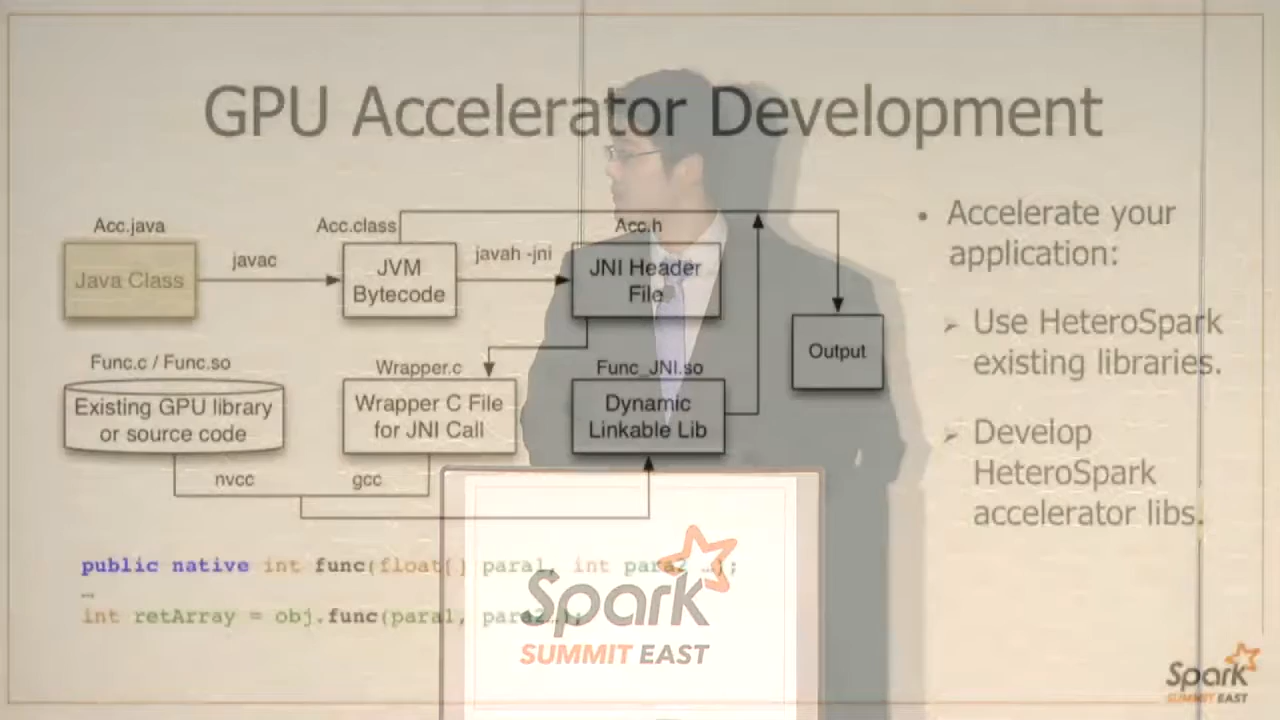 GPU Accelerator Development
Acc.java
Acc.class
Acc.h
Java Class
javac
JVM
Bytecode
javah -jni
JNI Header
File
Output
Func.c / Func.so
Wrapper.c
Func_JNI.so
Existing GPU library
or source code
Wrapper C File
for JNI Call
Dynamic
Linkable Lib
nvcc
gcc
public native int func(float[] para1, int para2 …);
…
int retArray = obj.func(para1, para2…);
• Accelerate your
application:
➢ Use HeteroSpark
existing libraries.
➢ Develop
HeteroSpark
accelerator libs.
Spark
SUMMIT EAST
Spark
SUMMIT EAST